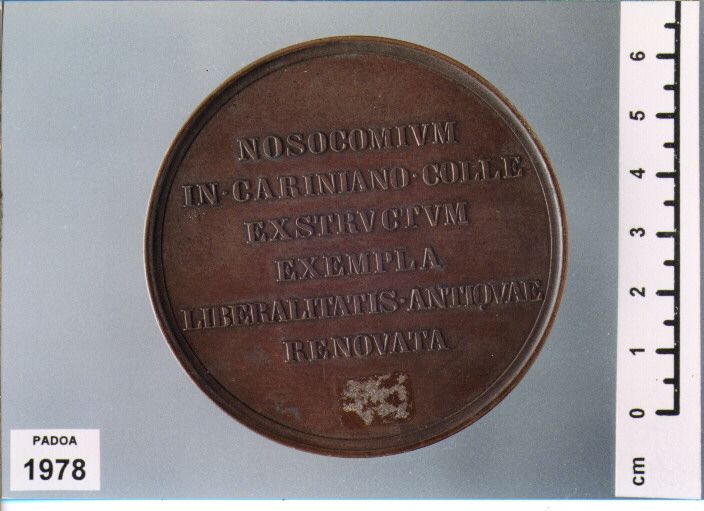 NOSOCOMIVM
IN·CARINIANO·COLLE
EXSTRVCTVM
EXEMPLA
LIBERALITATIS·ANTIQVAE
RENOVATA
PADOA
1978
6
5
4
3
2
1
0
cm